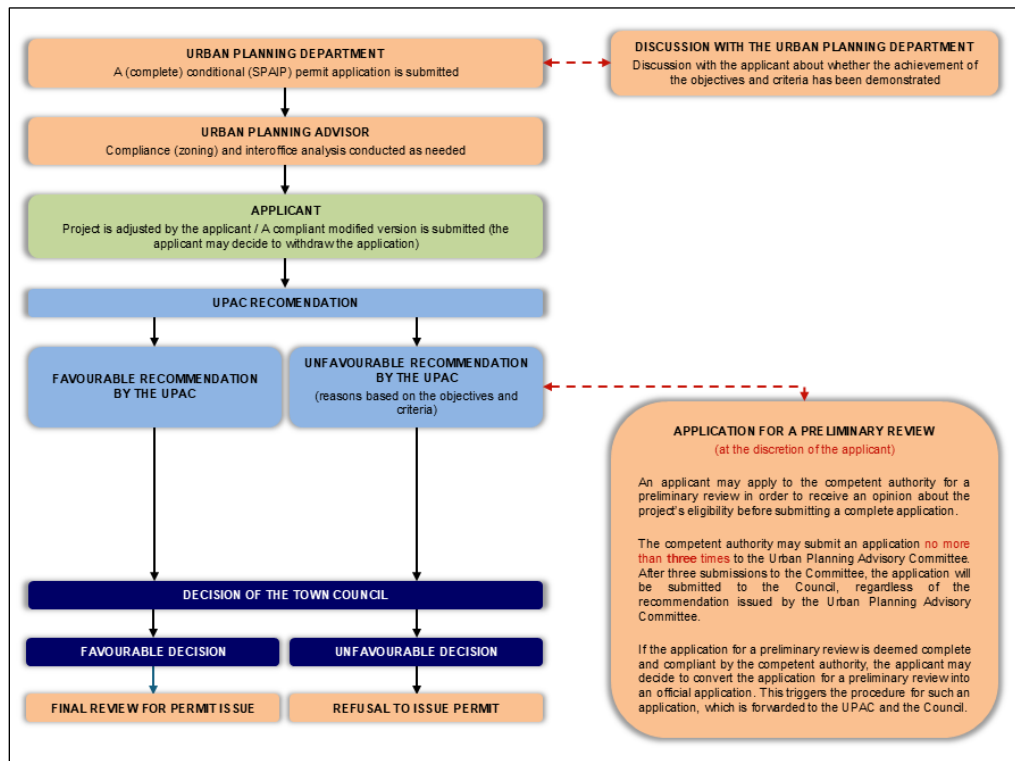 URBAN PLANNING DEPARTMENT
A (complete) conditional (SPAIP) permit application is submitted
DISCUSSION WITH THE URBAN PLANNING DEPARTMENT
Discussion with the applicant about whether the achievement of
the objectives and criteria has been demonstrated
URBAN PLANNING ADVISOR
Compliance (zoning) and interoffice analysis conducted as needed
APPLICANT
Project is adjusted by the applicant / A compliant modified version is submitted (the
applicant may decide to withdraw the application)
UPAC RECOMENDATION
FAVOURABLE RECOMMENDATION
BY THE UPAC
UNFAVOURABLE RECOMMENDATION
BY THE UPAC
(reasons based on the objectives and
criteria)
APPLICATION FOR A PRELIMINARY REVIEW
(at the discretion of the applicant)
An applicant may apply to the competent authority for a
preliminary review in order to receive an opinion about the
project's eligibility before submitting a complete application.
The competent authority may submit an application no more
than three times to the Urban Planning Advisory Committee.
After three submissions to the Committee, the application will
be submitted to the Council, regardless of the
recommendation issued by the Urban Planning Advisory
Committee.
If the application for a preliminary review is deemed complete
and compliant by the competent authority, the applicant may
decide to convert the application for a preliminary review into
an official application. This triggers the procedure for such an
application, which is forwarded to the UPAC and the Council.
DECISION OF THE TOWN COUNCIL
FAVOURABLE DECISION
UNFAVOURABLE DECISION
FINAL REVIEW FOR PERMIT ISSUE
REFUSAL TO ISSUE PERMIT